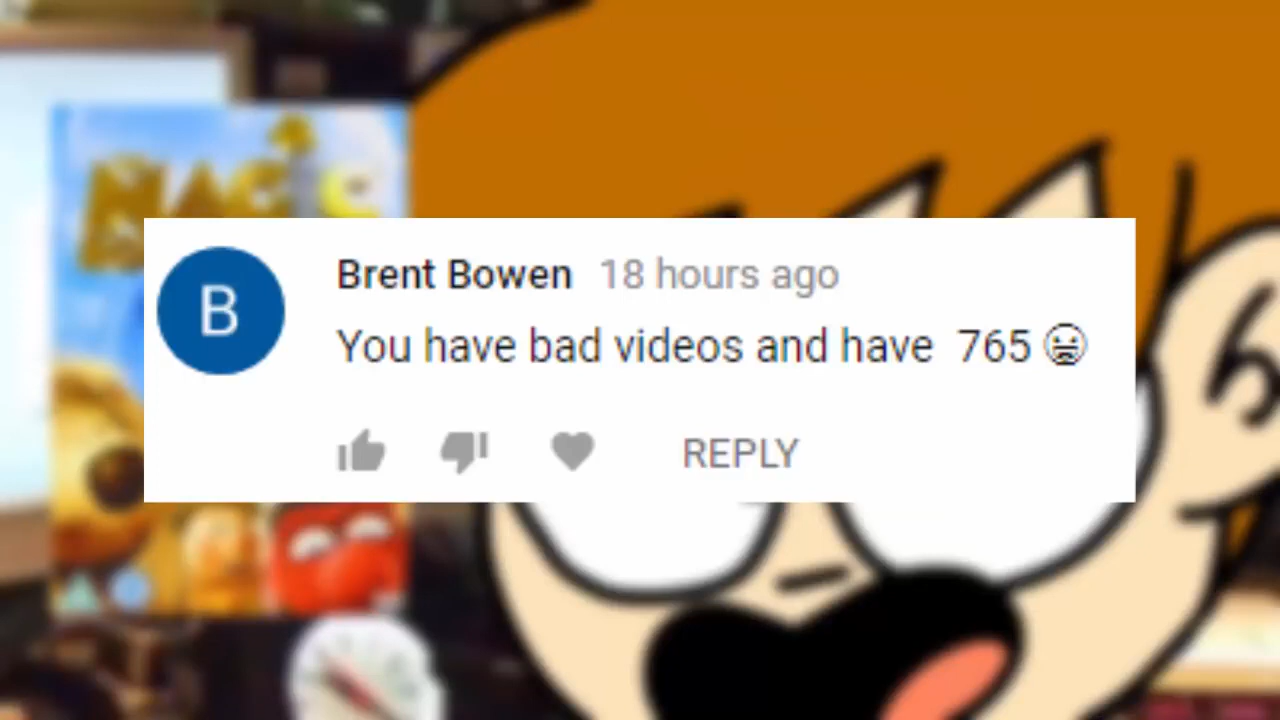 B
Brent Bowen 18 hours ago
You have bad videos and have 765 😀
REPLY